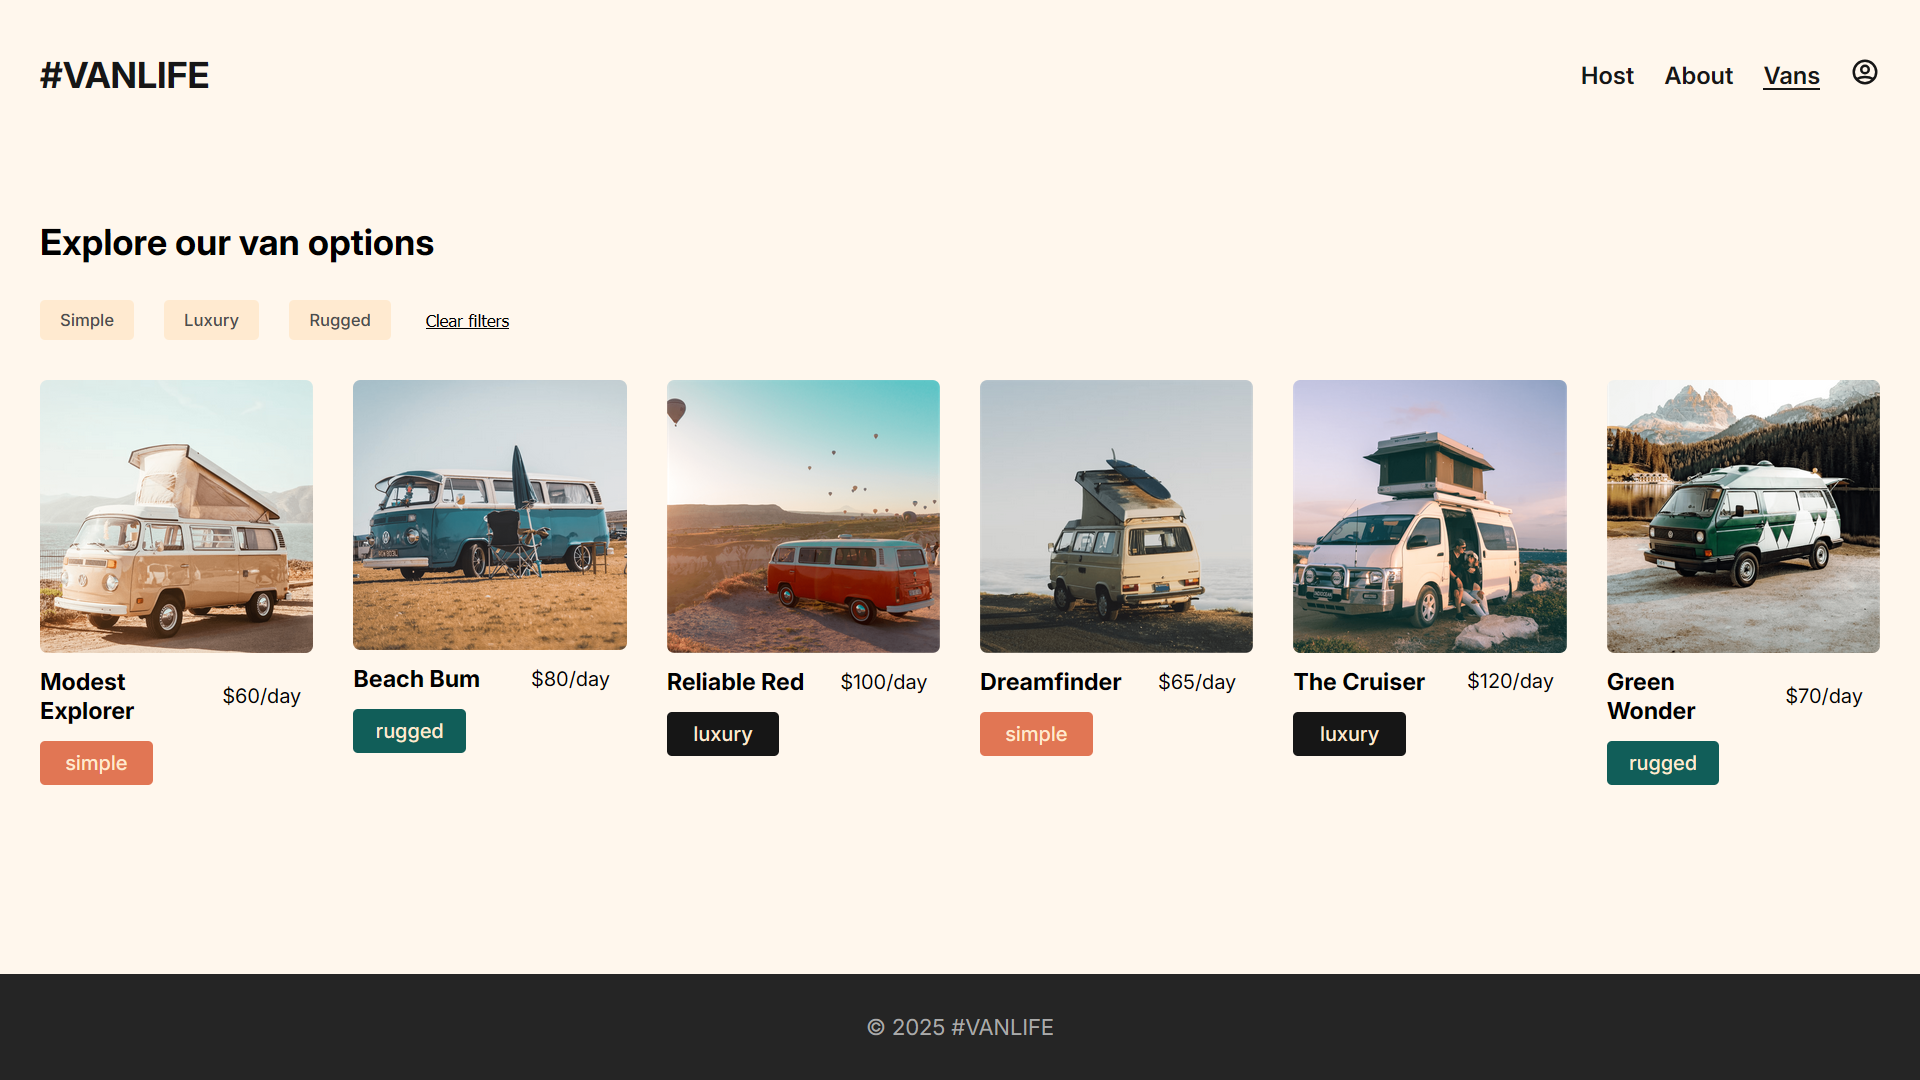 #VANLIFE
Host
About
Vans
Explore our van options
Simple
Luxury
Rugged
Clear filters
Modest
Explorer
$60/day
simple
Beach Bum
$80/day
rugged
Reliable Red
$100/day
luxury
Dreamfinder
$65/day
simple
The Cruiser
$120/day
luxury
Green
Wonder
$70/day
rugged
© 2025 #VANLIFE